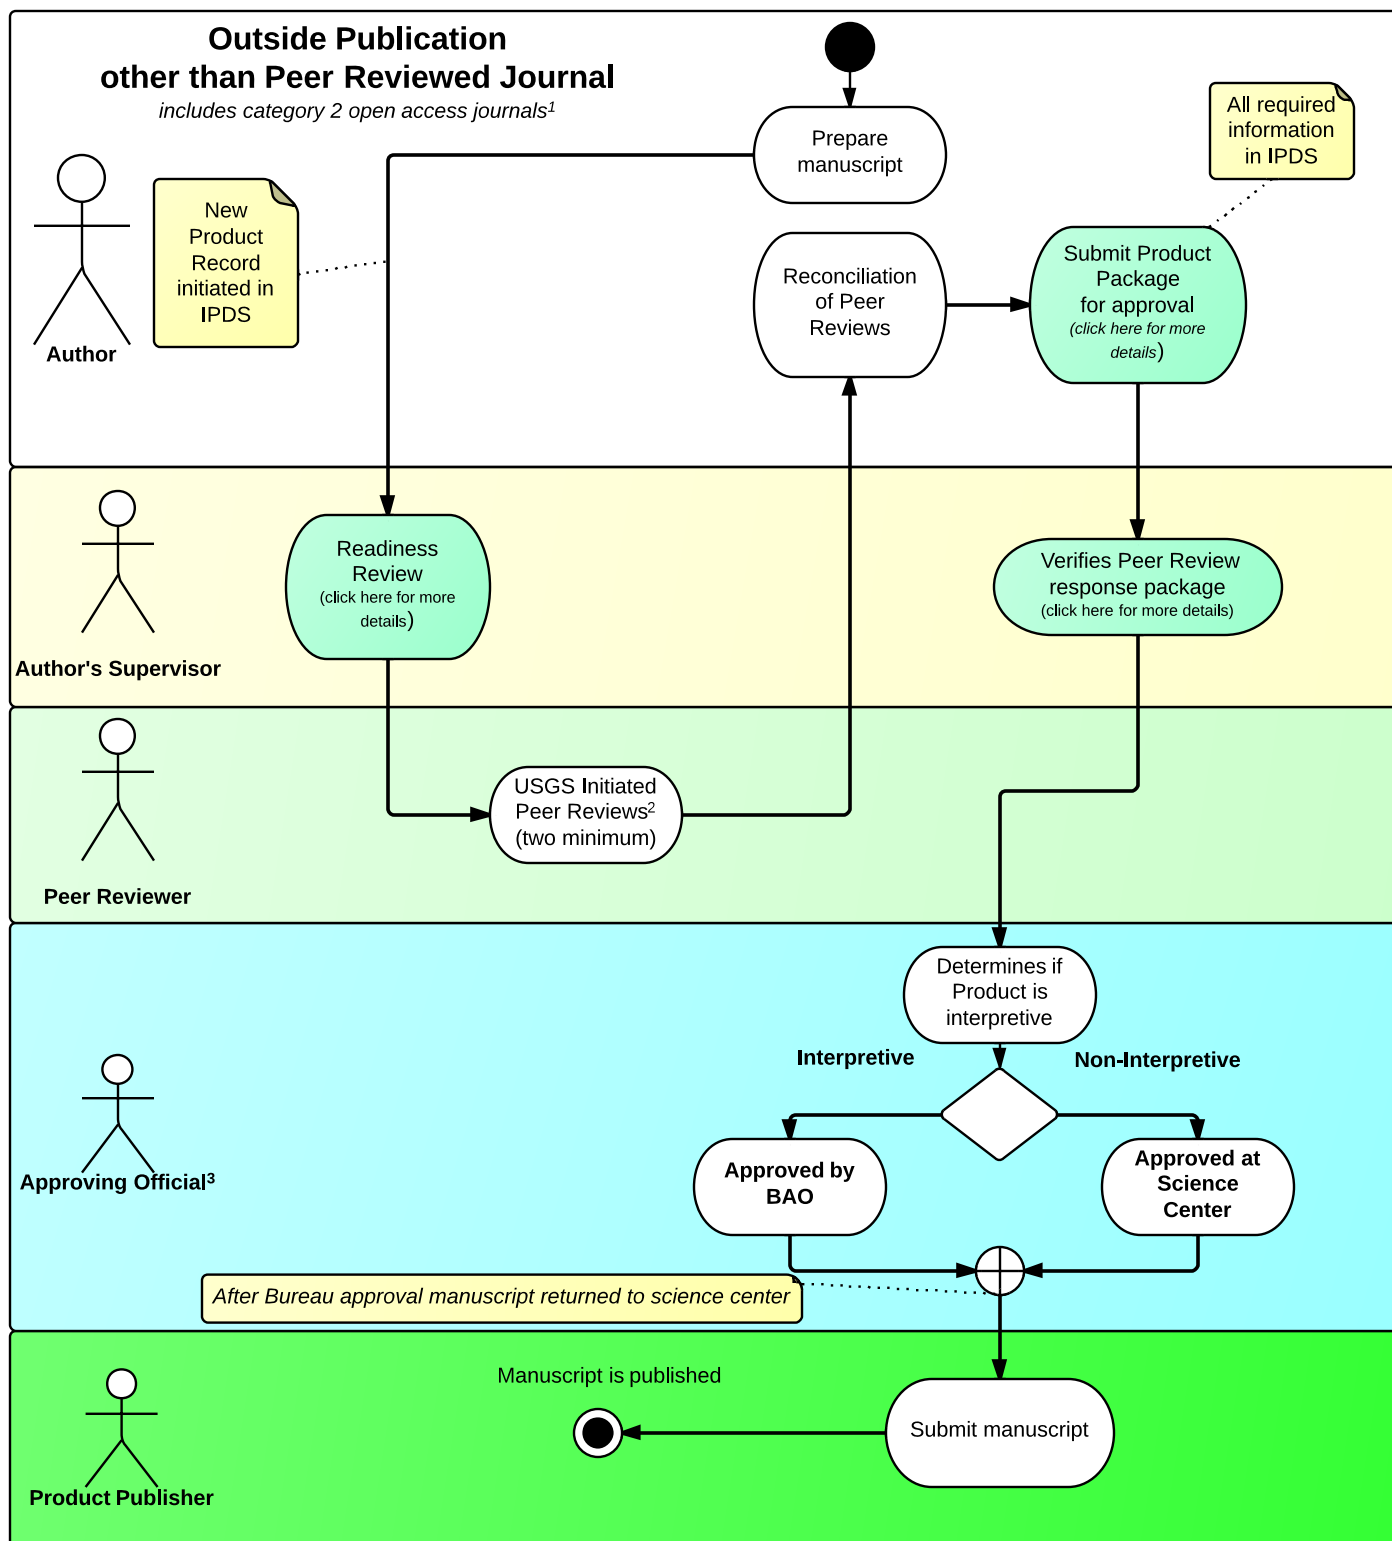 Outside Publication
other than Peer Reviewed Journal
includes category 2 open access journals1
Prepare
manuscript
All required
information
in IPDS
New
Product
Record
initiated in
IPDS
Author
Reconciliation
of Peer
Reviews
Submit Product
Package
for approval
(click here for more
details)
Readiness
Review
(click here for more
details)
Verifies Peer Review
response package
(click here for more details)
Author's Supervisor
USGS Initiated
Peer Reviews2
(two minimum)
Peer Reviewer
Determines if
Product is
interpretive
Interpretive
Non-Interpretive
Approved by
BAO
Approved at
Science
Center
Approving Official3
After Bureau approval manuscript returned to science center
Manuscript is published
Submit manuscript
Product Publisher